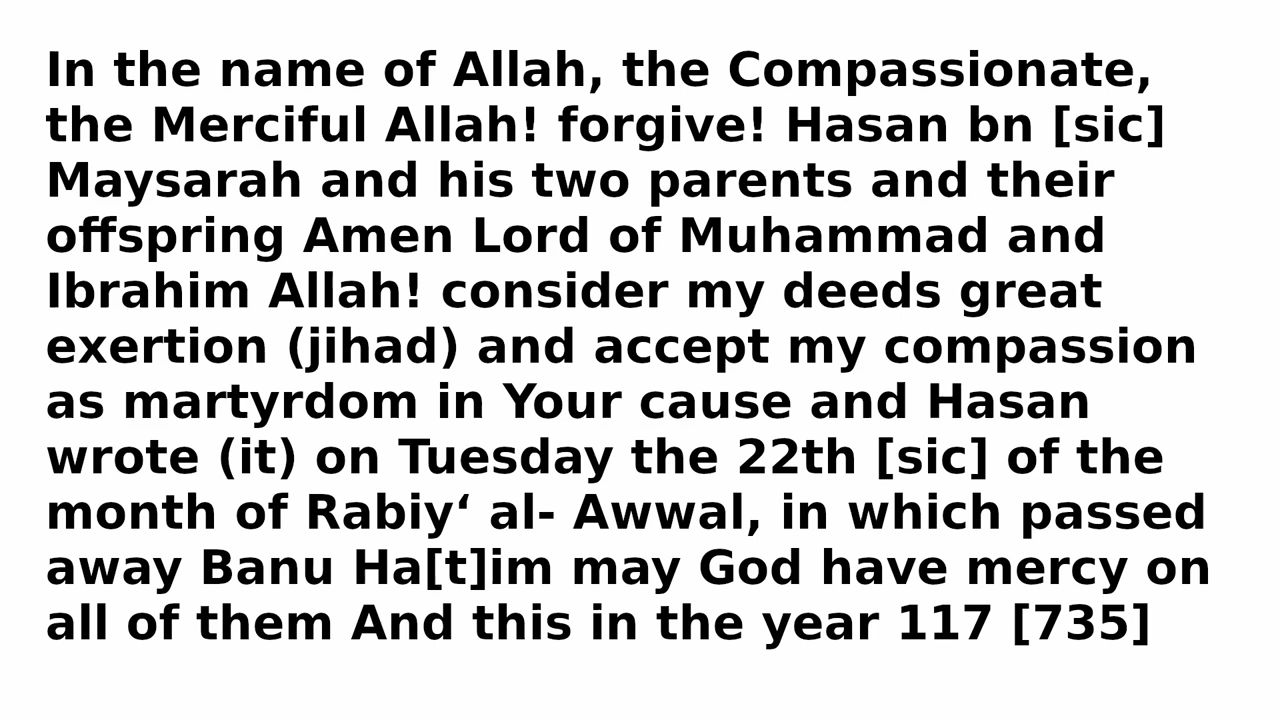 In the name of Allah, the Compassionate,
the Merciful Allah! forgive! Hasan bn [sic]
Maysarah and his two parents and their
offspring Amen Lord of Muhammad and
Ibrahim Allah! consider my deeds great
exertion (jihad) and accept my compassion
as martyrdom in Your cause and Hasan
wrote (it) on Tuesday the 22th [sic] of the
month of Rabiy‘ al- Awwal, in which passed
away Banu Ha[t]im may God have mercy on
all of them And this in the year 117 [735]